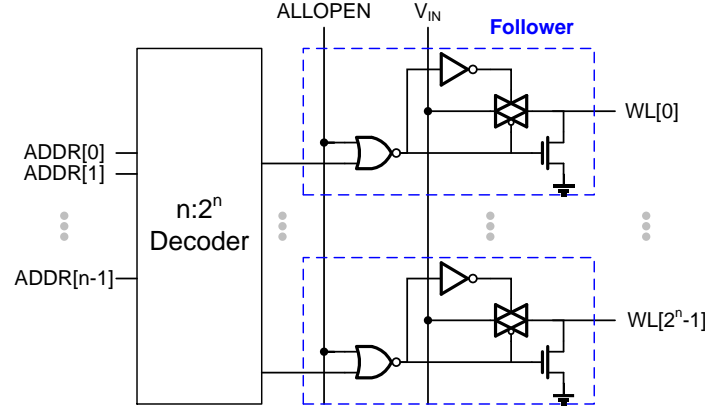 ALLOPEN
V_IN
Follower
WL[0]
ADDR[0]
ADDR[1]
n:2^n
Decoder
ADDR[n-1]
WL[2^n-1]